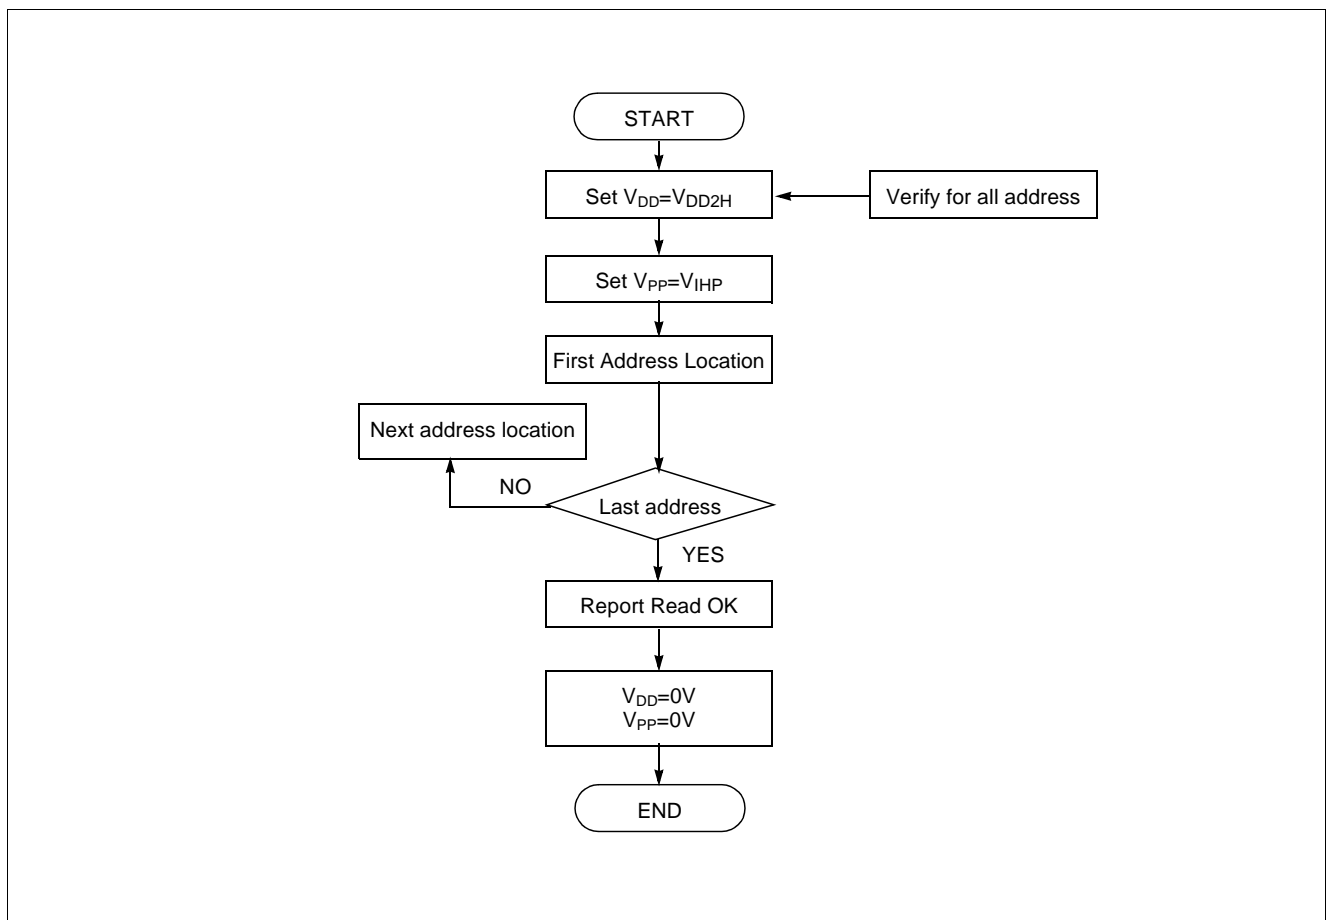 START
Set VDD=VDD2H
Verify for all address
Set VPP=VIHP
First Address Location
Next address location
NO
Last address
YES
Report Read OK
VDD=0V
VPP=0V
END